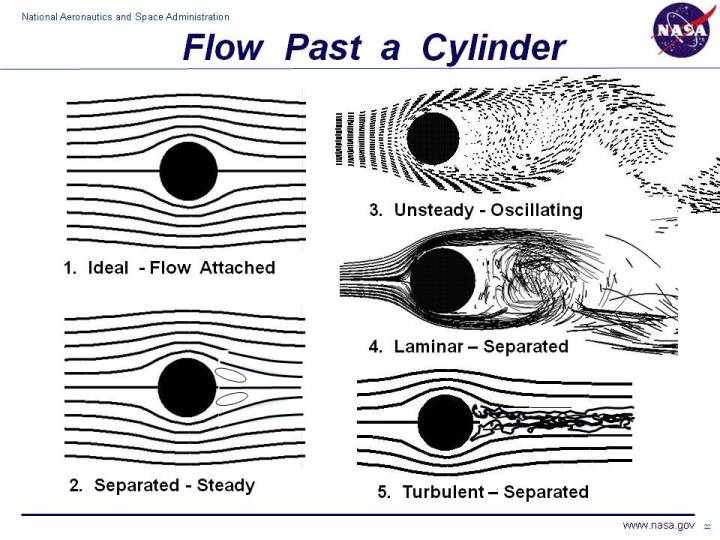 National Aeronautics and Space Administration
NASA
Flow Past a Cylinder
1. Ideal - Flow Attached
2. Separated - Steady
3. Unsteady - Oscillating
4. Laminar – Separated
5. Turbulent – Separated
www.nasa.gov 22